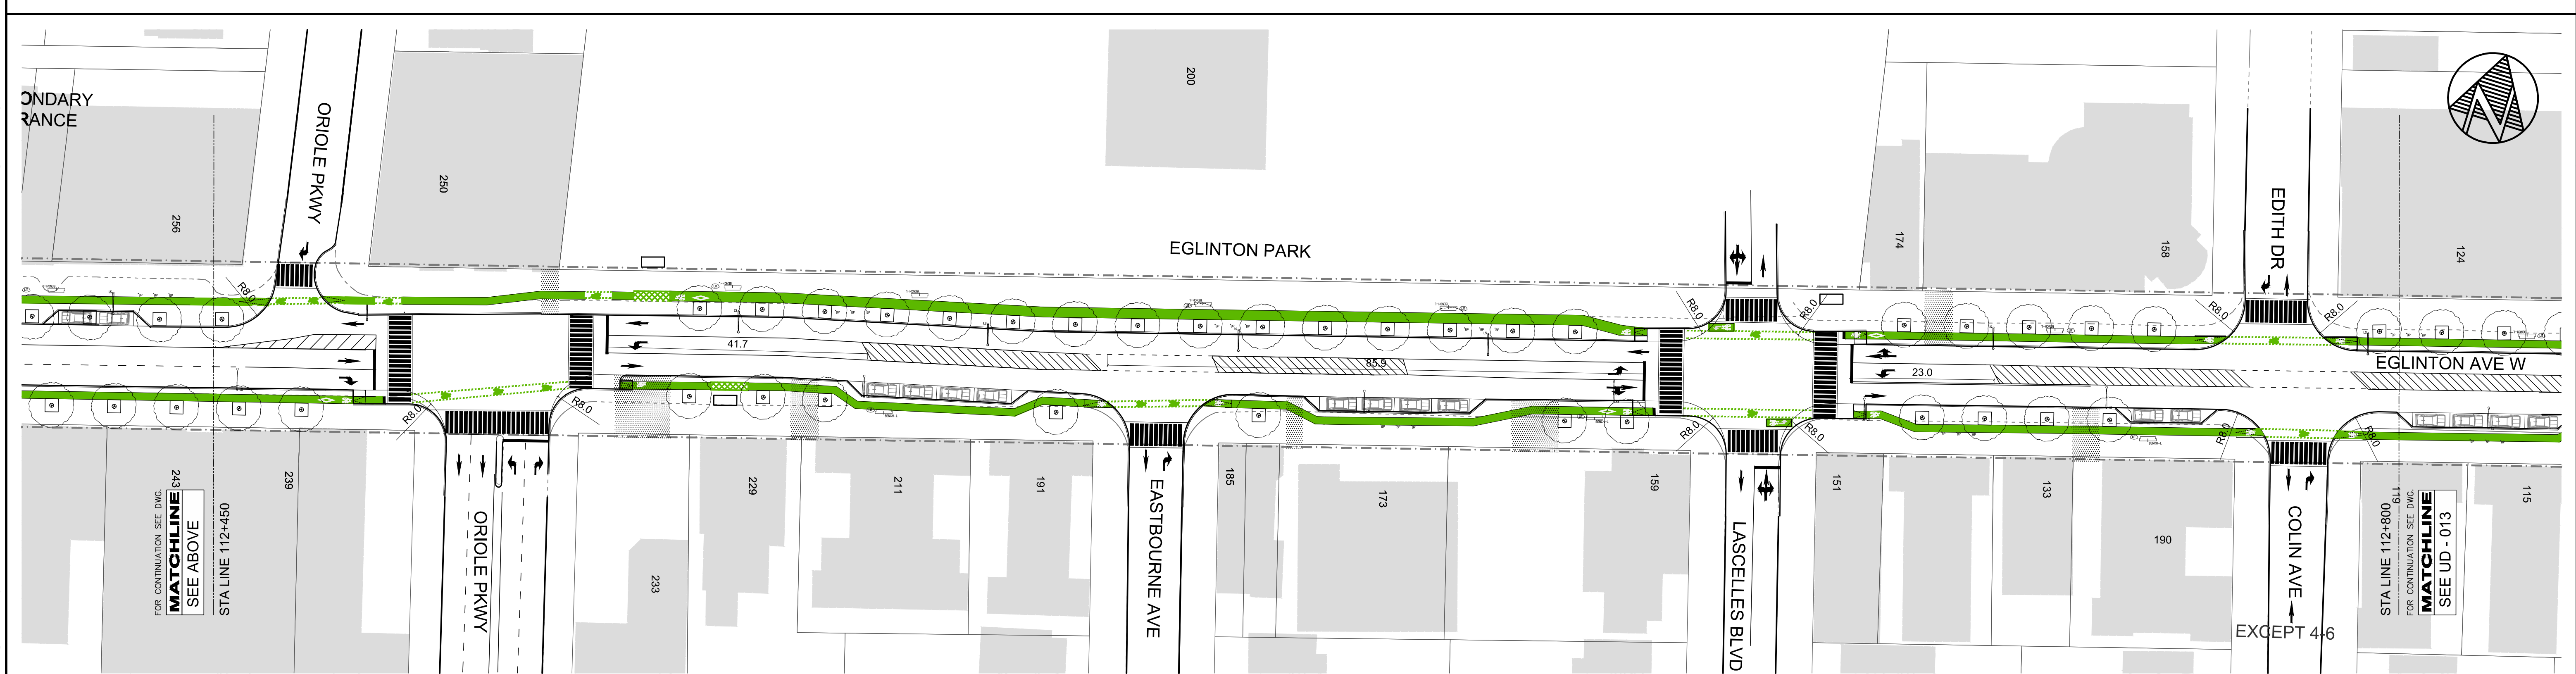 ONDARY
RANCE
ORIOLE PKWY
250
256
200
EGLINTON PARK
174
158
EDITH DR
124
R8.0
R8.0
R8.0
R8.0
R8.0
41.7
85.9
23.0
EGLINTON AVE W
R8.0
R8.0
R8.0
R8.0
R8.0
R8.0
FOR CONTINUATION SEE DWG.
MATCHLINE
SEE ABOVE
STA LINE 112+450
243
239
ORIOLE PKWY
233
229
211
191
EASTBOURNE AVE
185
173
159
LASCELLES BLVD
151
133
190
COLIN AVE
EXCEPT 4-6
STA LINE 112+800
119
FOR CONTINUATION SEE DWG.
MATCHLINE
SEE UD - 013
115